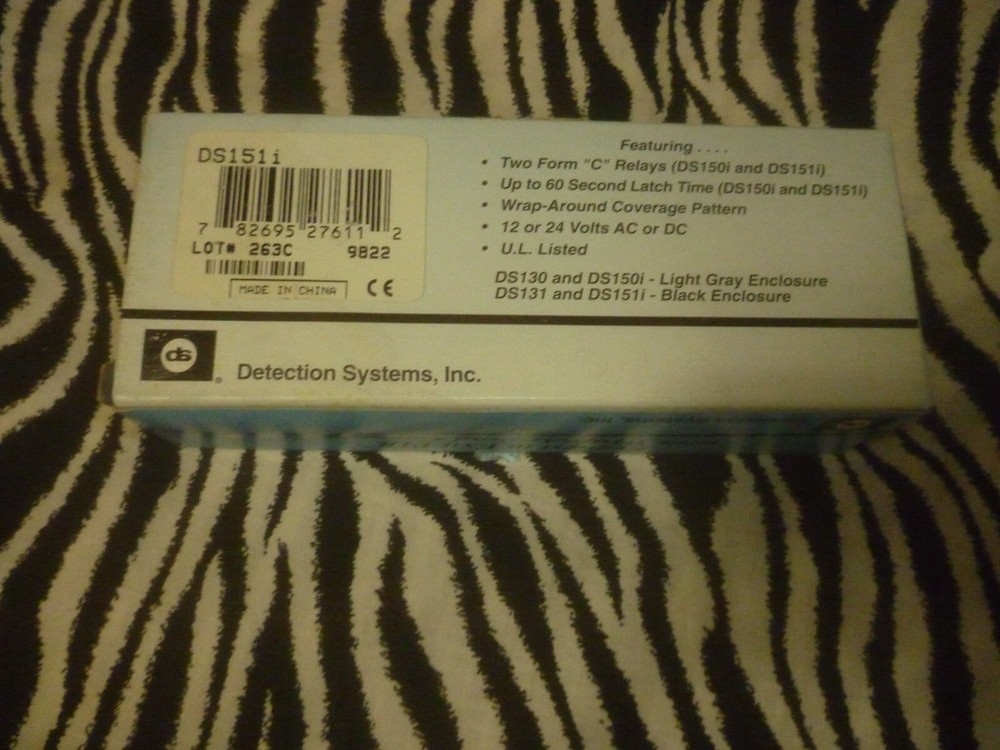 DS151i
7 82695 27611 2
LOT# 263C 9822
MADE IN CHINA CE
Featuring . . . .
• Two Form "C" Relays (DS150i and DS151i)
• Up to 60 Second Latch Time (DS150i and DS151i)
• Wrap-Around Coverage Pattern
• 12 or 24 Volts AC or DC
• U.L. Listed
DS130 and DS150i - Light Gray Enclosure
DS131 and DS151i - Black Enclosure
ds
® Detection Systems, Inc.